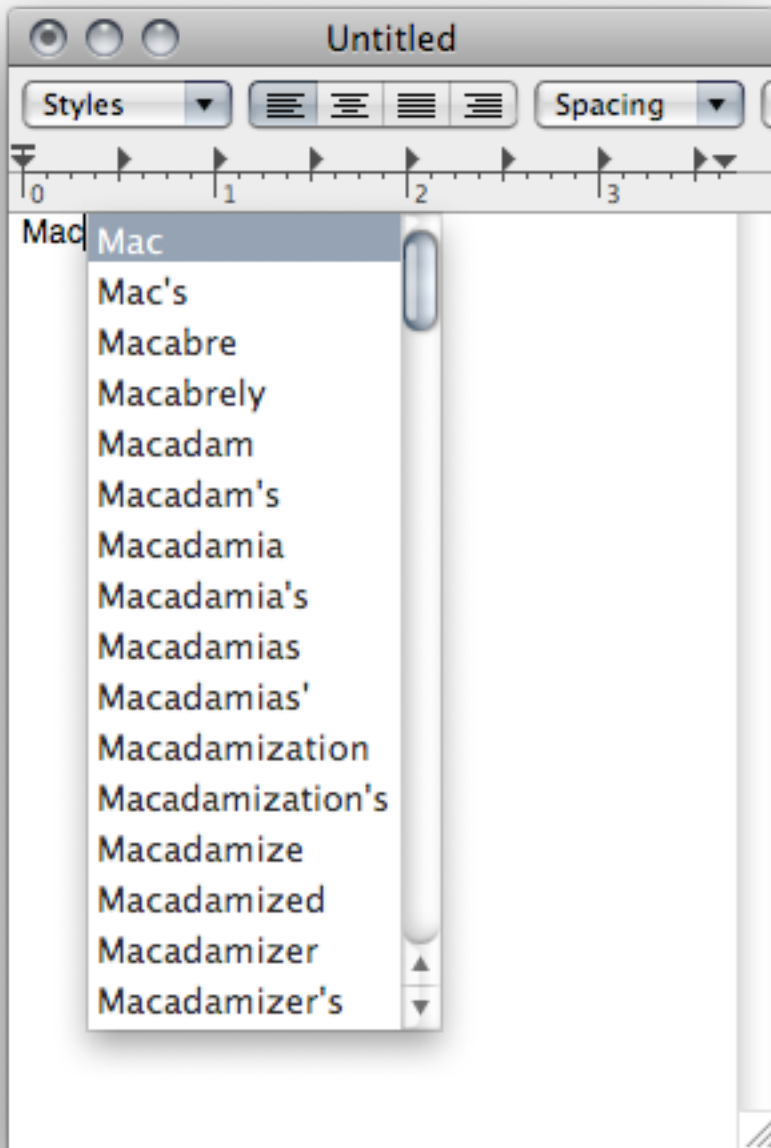 Untitled
Styles Spacing
0 1 2 3
Mac Mac
Mac's
Macabre
Macabrely
Macadam
Macadam's
Macadamia
Macadamia's
Macadamias
Macadamias'
Macadamization
Macadamization's
Macadamize
Macadamized
Macadamizer
Macadamizer's